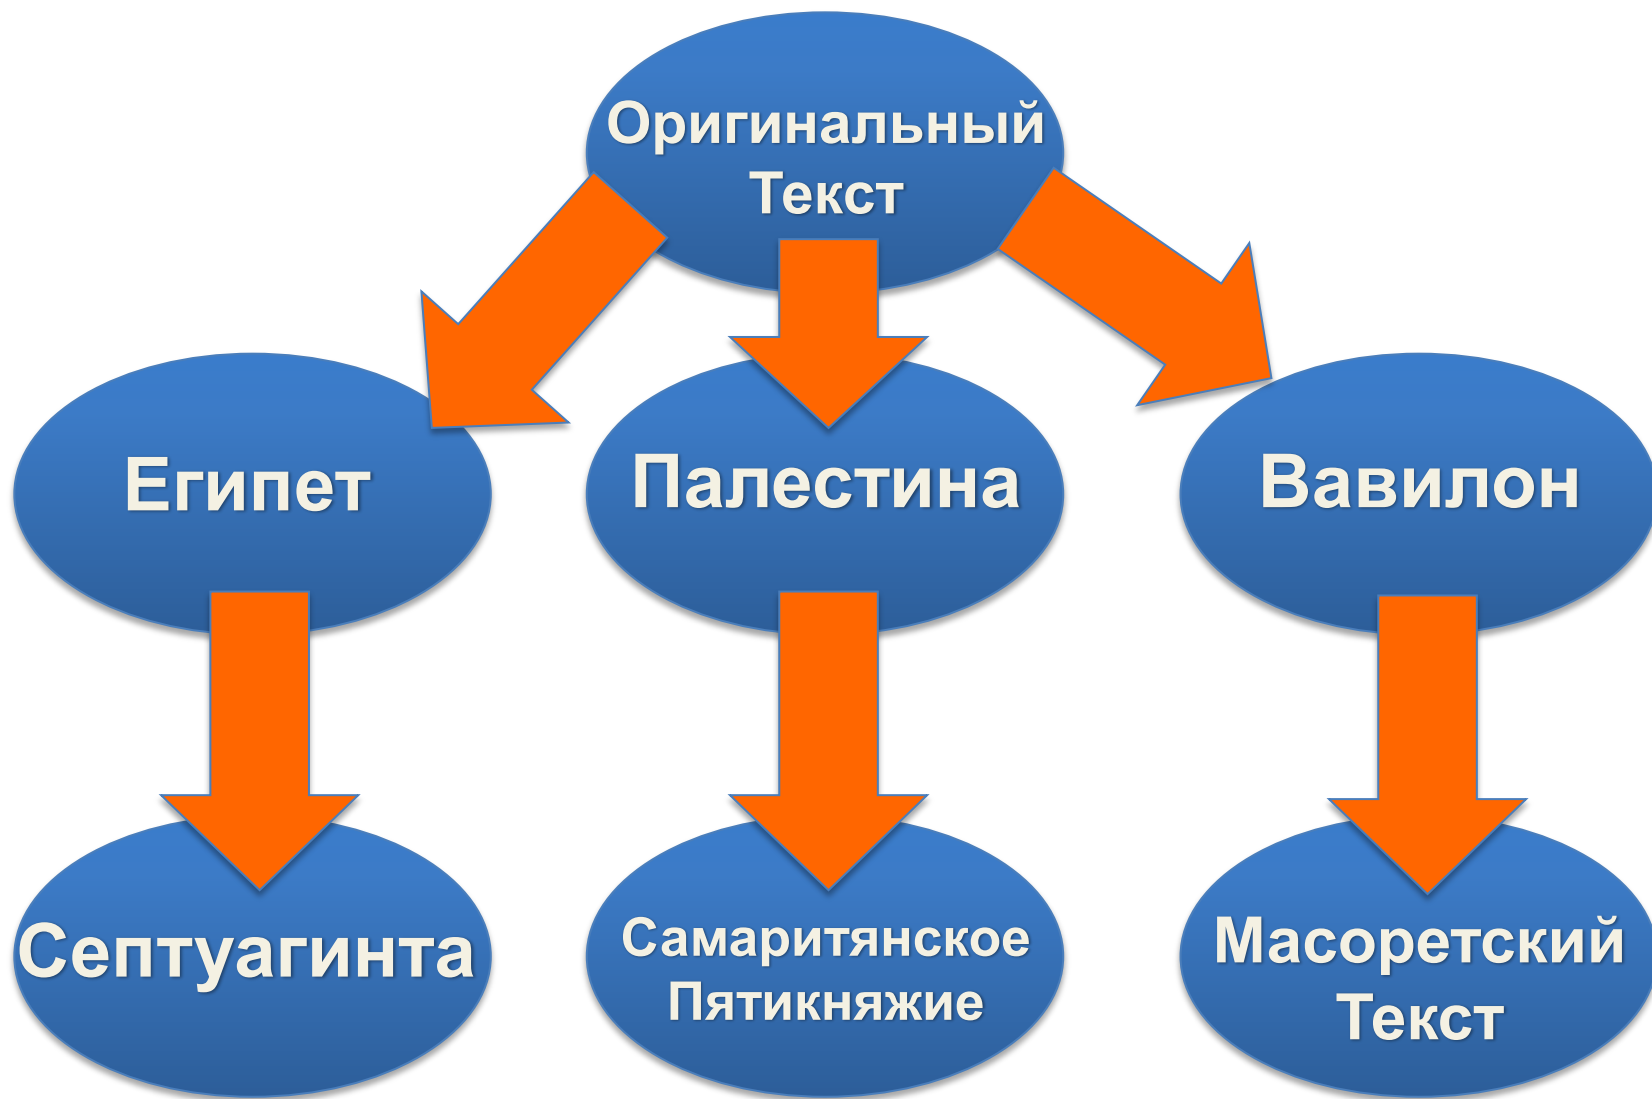 Оригинальный
Текст
Египет
Палестина
Вавилон
Септуагинта
Самаритянское
Пятикняжие
Масоретский
Текст